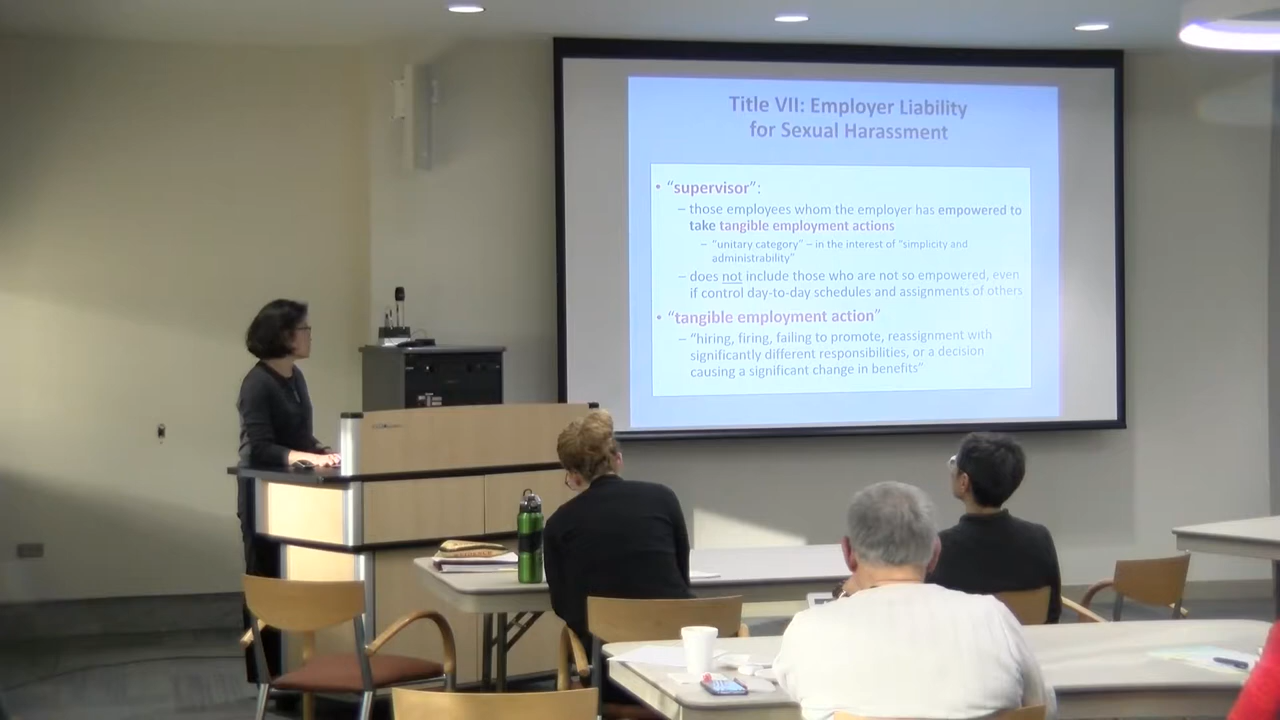 Title VII: Employer Liability
for Sexual Harassment
• “supervisor”:
– those employees whom the employer has empowered to
take tangible employment actions
– “unitary category” – in the interest of “simplicity and
administrability”
– does not include those who are not so empowered, even
if control day-to-day schedules and assignments of others
• “tangible employment action”
– “hiring, firing, failing to promote, reassignment with
significantly different responsibilities, or a decision
causing a significant change in benefits”